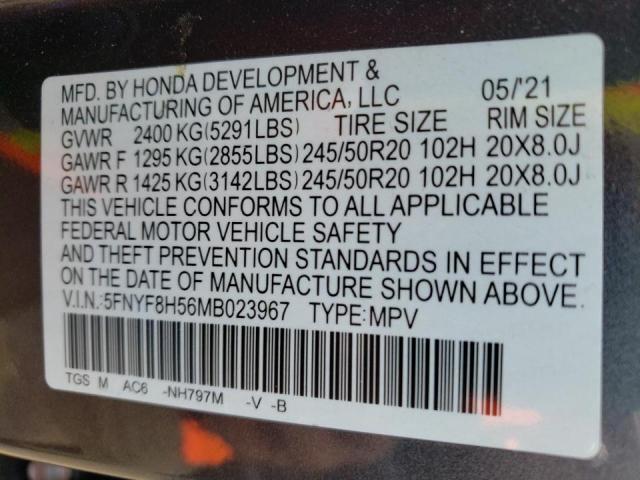 MFD. BY HONDA DEVELOPMENT &
MANUFACTURING OF AMERICA, LLC 05/'21
GVWR 2400 KG(5291LBS) TIRE SIZE RIM SIZE
GAWR F 1295 KG(2855LBS) 245/50R20 102H 20X8.0J
GAWR R 1425 KG(3142LBS) 245/50R20 102H 20X8.0J
THIS VEHICLE CONFORMS TO ALL APPLICABLE
FEDERAL MOTOR VEHICLE SAFETY
AND THEFT PREVENTION STANDARDS IN EFFECT
ON THE DATE OF MANUFACTURE SHOWN ABOVE.
V.I.N.:5FNYF8H56MB023967 TYPE:MPV
TGS M AC6 -NH797M -V -B